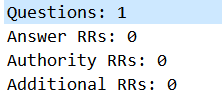 Questions: 1
Answer RRs: 0
Authority RRs: 0
Additional RRs: 0